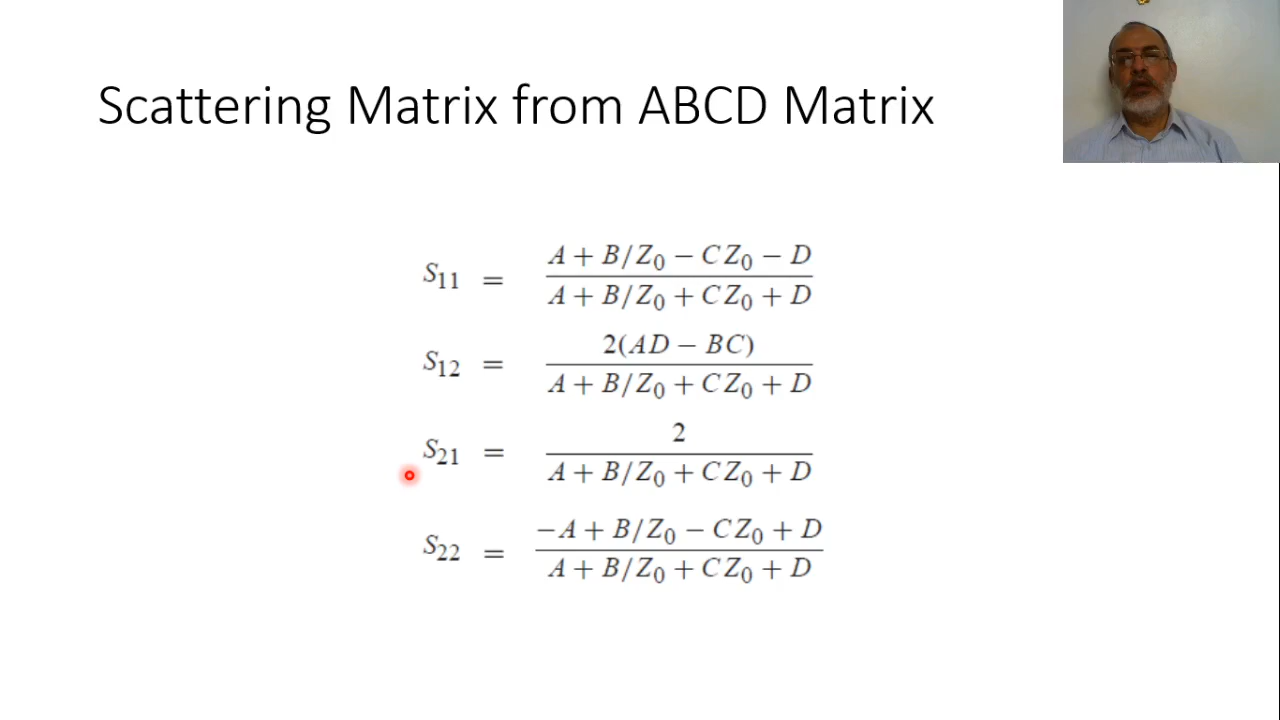 Scattering Matrix from ABCD Matrix
S₁₁ = (A + B/Z₀ − CZ₀ − D) / (A + B/Z₀ + CZ₀ + D)
S₁₂ = 2(AD − BC) / (A + B/Z₀ + CZ₀ + D)
S₂₁ = 2 / (A + B/Z₀ + CZ₀ + D)
S₂₂ = (−A + B/Z₀ − CZ₀ + D) / (A + B/Z₀ + CZ₀ + D)